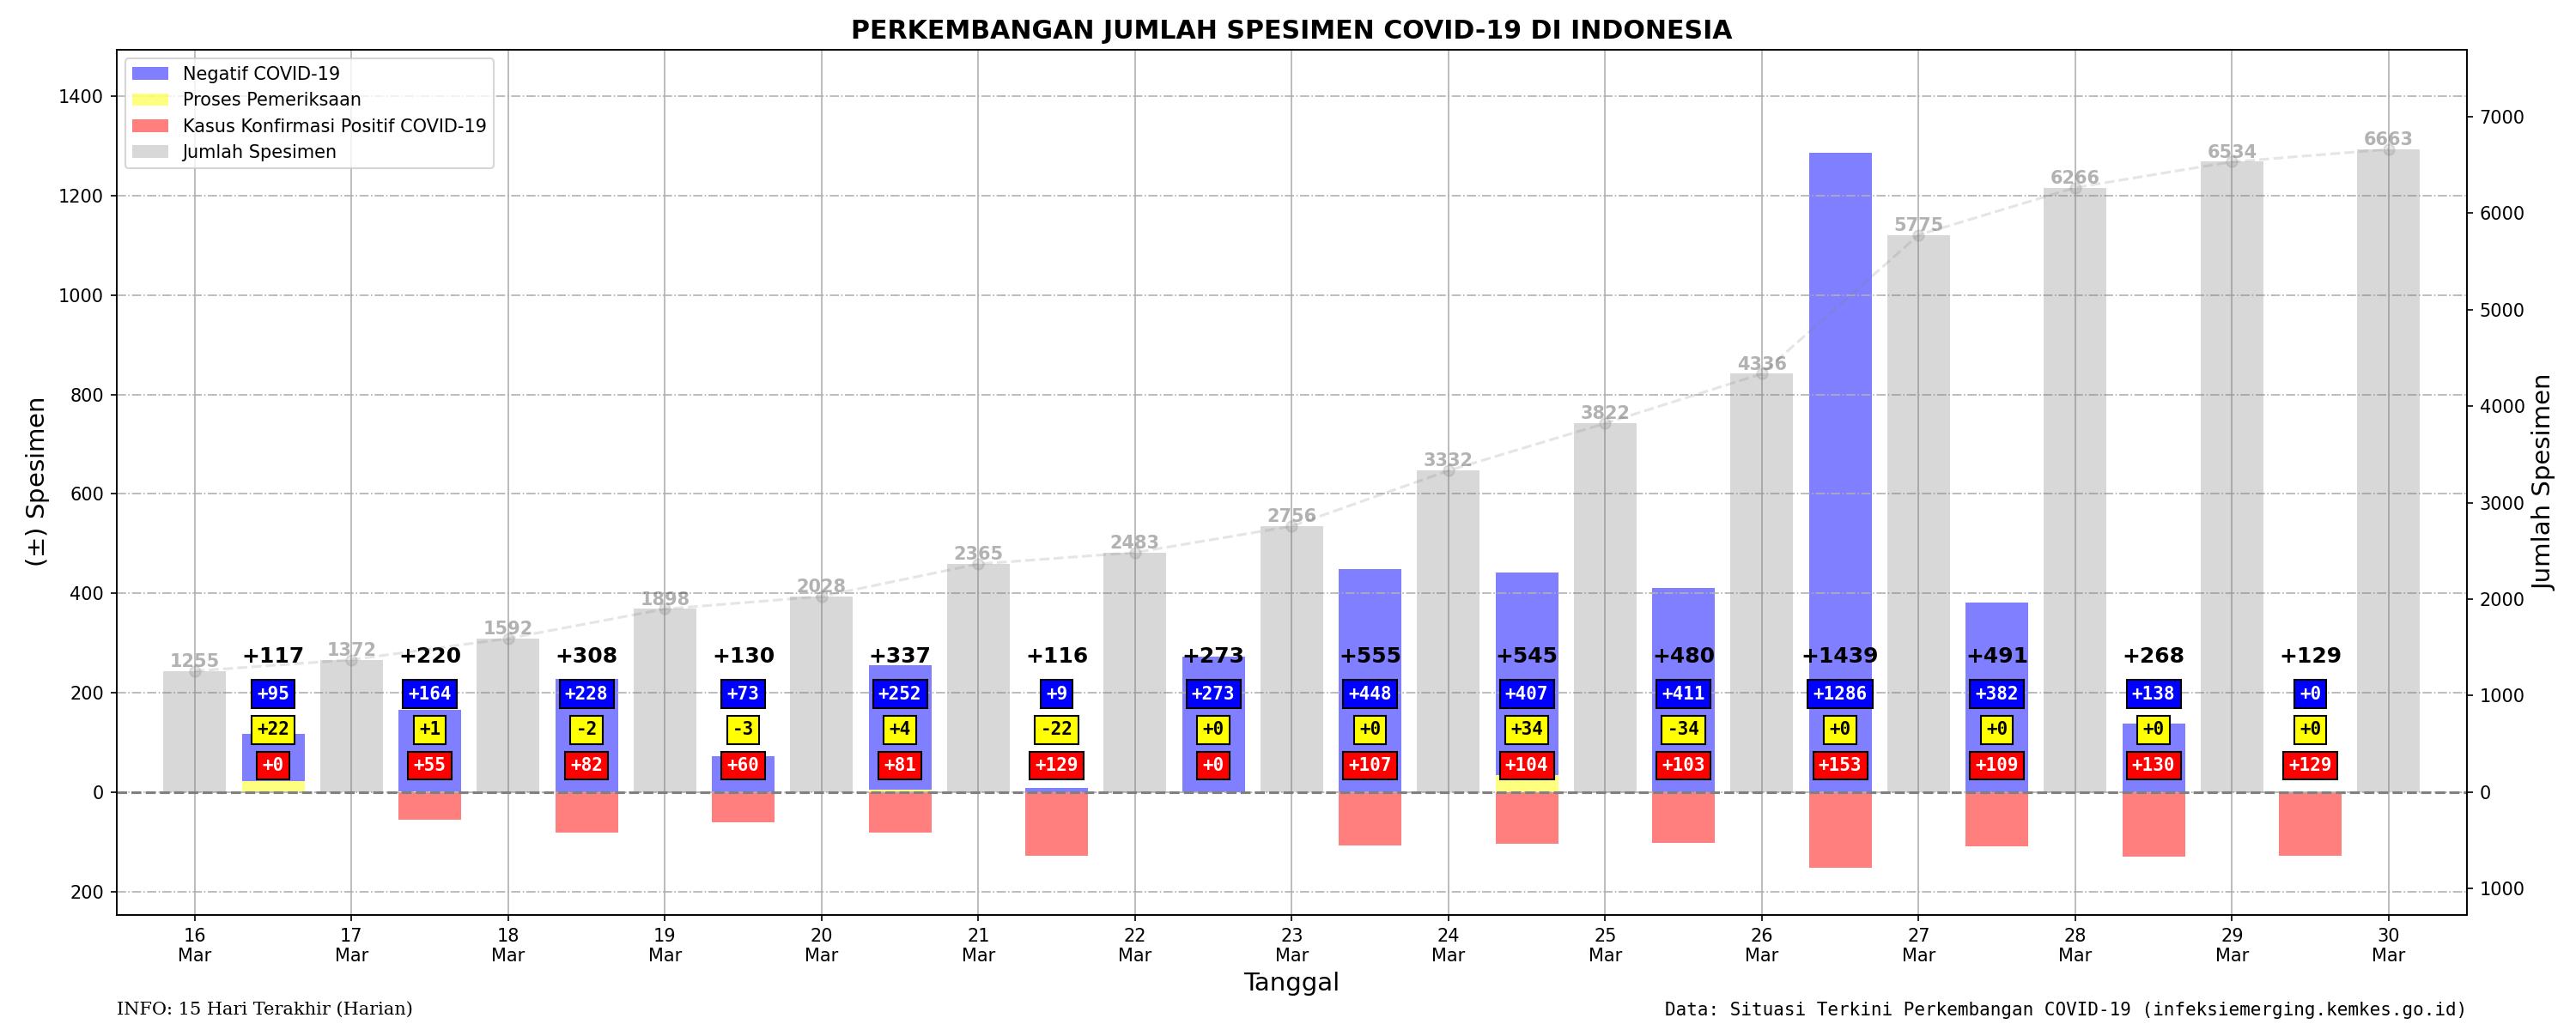 PERKEMBANGAN JUMLAH SPESIMEN COVID-19 DI INDONESIA
Negatif COVID-19
Proses Pemeriksaan
Kasus Konfirmasi Positif COVID-19
Jumlah Spesimen
(±) Spesimen
1400
1200
1000
800
600
400
200
0
200
Jumlah Spesimen
7000
6000
5000
4000
3000
2000
1000
0
1000
1255 1372 1592 1898 2028 2365 2483 2756 3332 3822 4336 5775 6266 6534 6663
+117 +220 +308 +130 +337 +116 +273 +555 +545 +480 +1439 +491 +268 +129
+95 +164 +228 +73 +252 +9 +273 +448 +407 +411 +1286 +382 +138 +0
+22 +1 -2 -3 +4 -22 +0 +0 +34 -34 +0 +0 +0 +0
+0 +55 +82 +60 +81 +129 +0 +107 +104 +103 +153 +109 +130 +129
16 17 18 19 20 21 22 23 24 25 26 27 28 29 30
Mar Mar Mar Mar Mar Mar Mar Mar Mar Mar Mar Mar Mar Mar Mar
Tanggal
INFO: 15 Hari Terakhir (Harian)
Data: Situasi Terkini Perkembangan COVID-19 (infeksiemerging.kemkes.go.id)